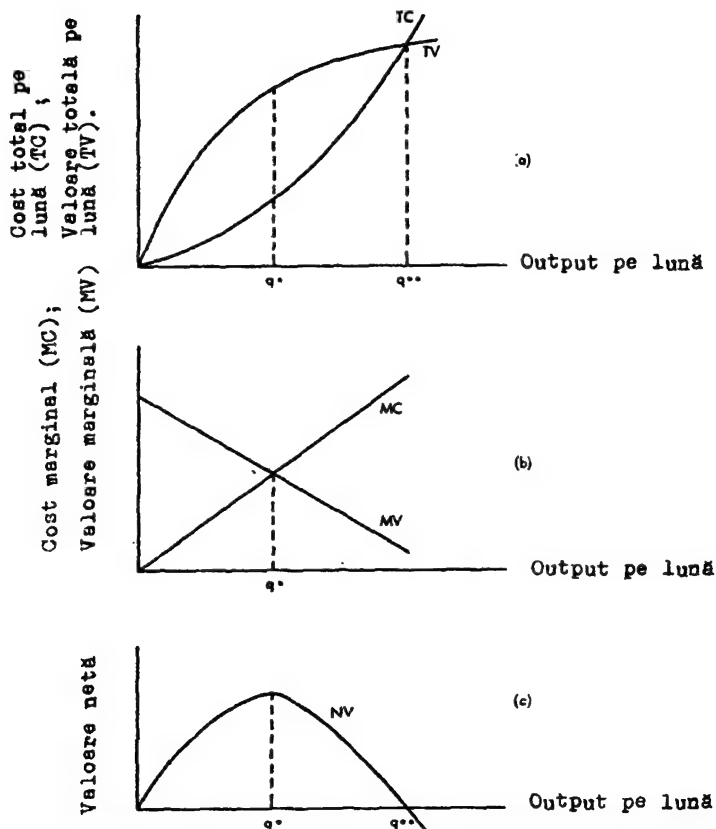 Cost total pe
lună (TC) ;
Valoare totală pe
lună (TV).
TC
TV
(a)
Output pe lună
q*
q**
Cost marginal (MC);
Valoare marginală (MV)
MC
(b)
MV
Output pe lună
q*
Valoare netă
NV
(c)
Output pe lună
q*
q**